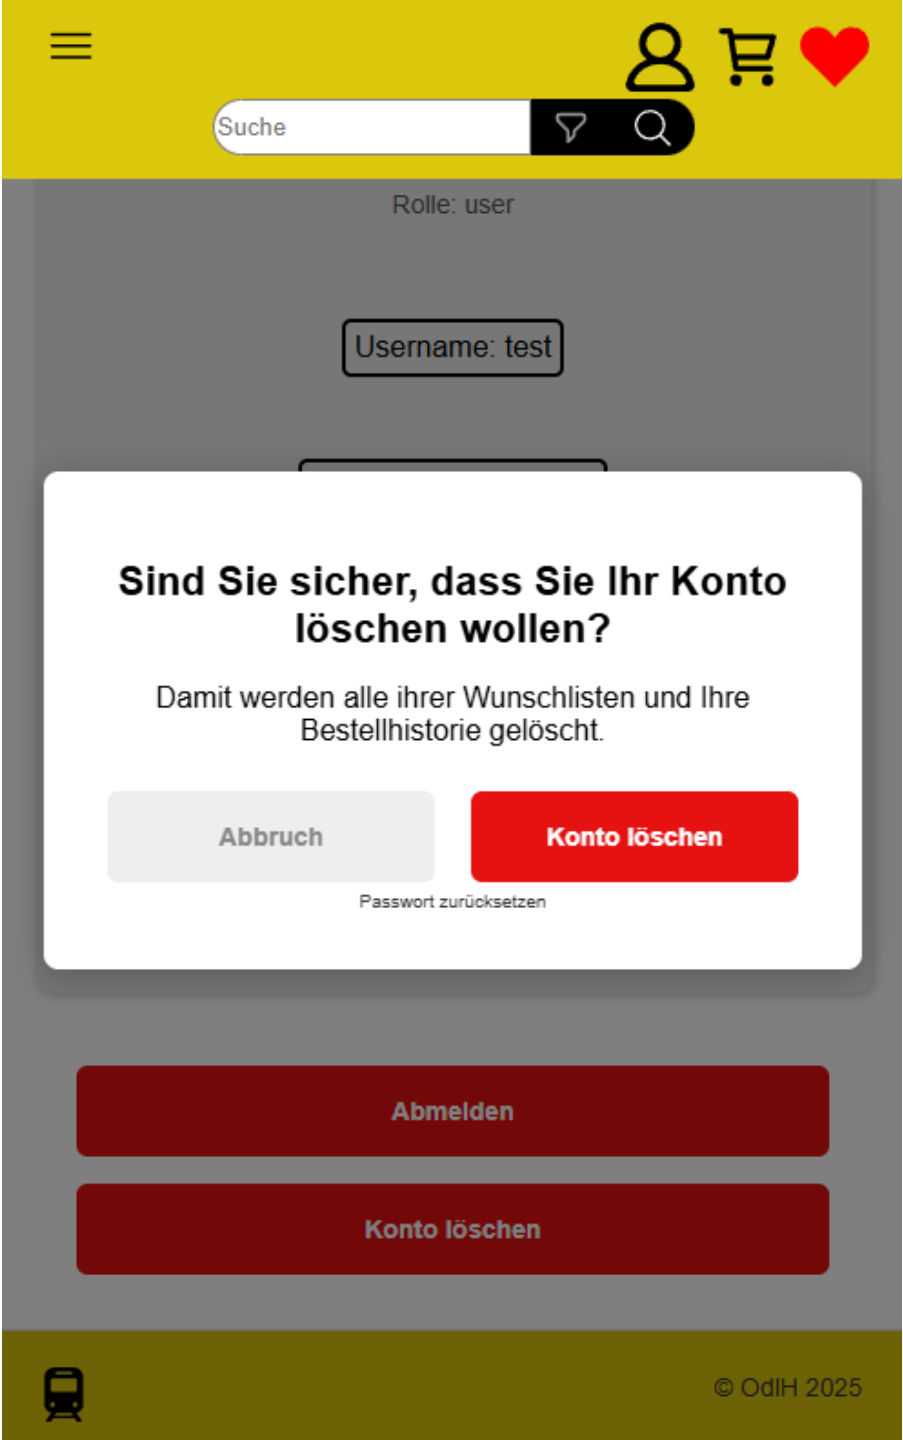 Suche
Rolle: user
Username: test
Sind Sie sicher, dass Sie Ihr Konto
löschen wollen?
Damit werden alle ihrer Wunschlisten und Ihre
Bestellhistorie gelöscht.
Abbruch
Konto löschen
Passwort zurücksetzen
Abmelden
Konto löschen
© OdlH 2025